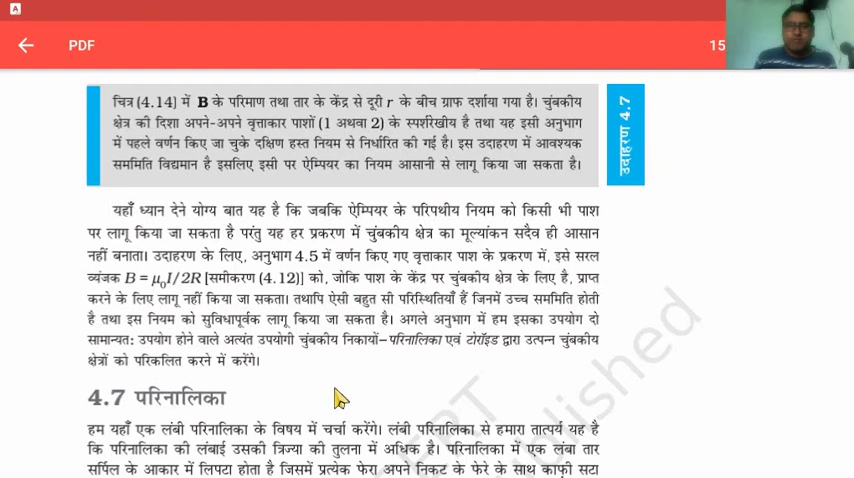 A
PDF
15
चित्र (4.14) में B के परिमाण तथा तार के केंद्र से दूरी r के बीच ग्राफ दर्शाया गया है। चुंबकीय
क्षेत्र की दिशा अपने-अपने वृत्ताकार पाशों (1 अथवा 2) के स्पर्शरेखीय है तथा यह इसी अनुभाग
में पहले वर्णन किए जा चुके दक्षिण हस्त नियम से निर्धारित की गई है। इस उदाहरण में आवश्यक
सममिति विद्यमान है इसलिए इसी पर ऐम्पियर का नियम आसानी से लागू किया जा सकता है।
उदाहरण 4.7
यहाँ ध्यान देने योग्य बात यह है कि जबकि ऐम्पियर के परिपथीय नियम को किसी भी पाश
पर लागू किया जा सकता है परंतु यह हर प्रकरण में चुंबकीय क्षेत्र का मूल्यांकन सदैव ही आसान
नहीं बनाता। उदाहरण के लिए, अनुभाग 4.5 में वर्णन किए गए वृत्ताकार पाश के प्रकरण में, इसे सरल
व्यंजक B = μ₀I/2R [समीकरण (4.12)] को, जोकि पाश के केंद्र पर चुंबकीय क्षेत्र के लिए है, प्राप्त
करने के लिए लागू नहीं किया जा सकता। तथापि ऐसी बहुत सी परिस्थितियाँ हैं जिनमें उच्च सममिति होती
है तथा इस नियम को सुविधापूर्वक लागू किया जा सकता है। अगले अनुभाग में हम इसका उपयोग दो
सामान्यत: उपयोग होने वाले अत्यंत उपयोगी चुंबकीय निकायों–परिनालिका एवं टोरॉइड द्वारा उत्पन्न चुंबकीय
क्षेत्रों को परिकलित करने में करेंगे।
4.7 परिनालिका
हम यहाँ एक लंबी परिनालिका के विषय में चर्चा करेंगे। लंबी परिनालिका से हमारा तात्पर्य यह है
कि परिनालिका की लंबाई उसकी त्रिज्या की तुलना में अधिक है। परिनालिका में एक लंबा तार
सर्पिल के आकार में लिपटा होता है जिसमें प्रत्येक फेरा अपने निकट के फेरे के साथ काफ़ी सटा